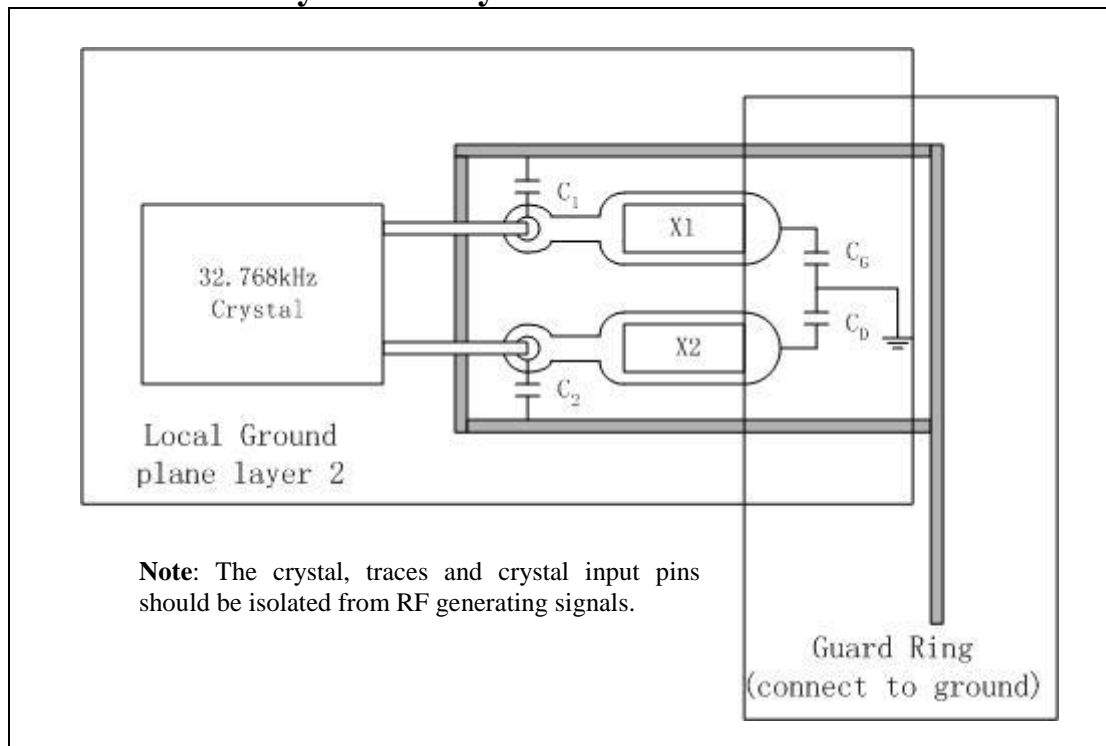 C1
X1
32.768kHz
Crystal
CG
CD
X2
C2
Local Ground
plane layer 2
Note: The crystal, traces and crystal input pins
should be isolated from RF generating signals.
Guard Ring
(connect to ground)